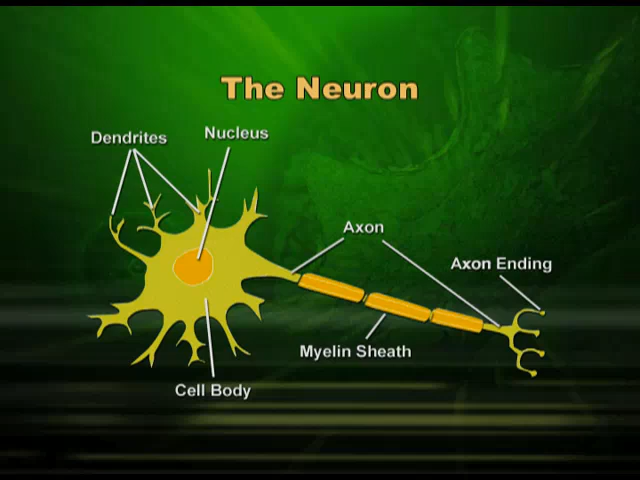 The Neuron
Dendrites
Nucleus
Axon
Axon Ending
Myelin Sheath
Cell Body